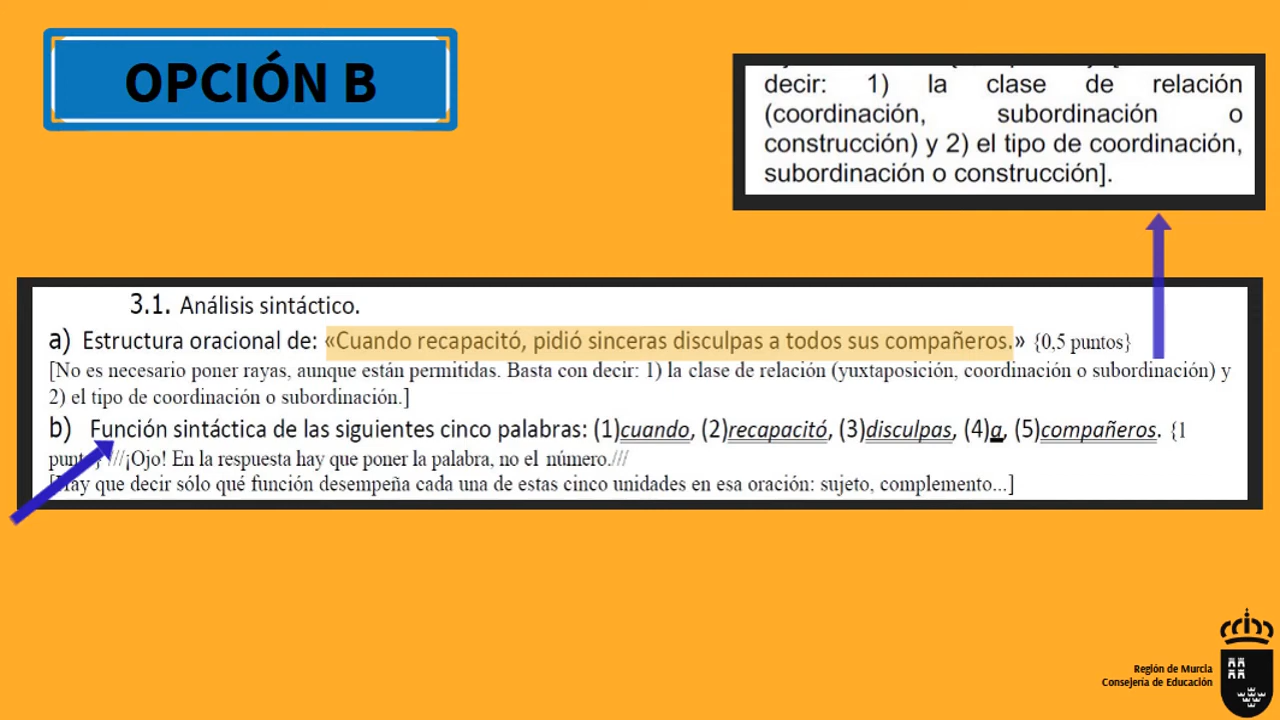 OPCIÓN B
decir: 1) la clase de relación
(coordinación, subordinación o
construcción) y 2) el tipo de coordinación,
subordinación o construcción].
3.1. Análisis sintáctico.
a) Estructura oracional de: «Cuando recapacitó, pidió sinceras disculpas a todos sus compañeros.» {0,5 puntos}
[No es necesario poner rayas, aunque están permitidas. Basta con decir: 1) la clase de relación (yuxtaposición, coordinación o subordinación) y
2) el tipo de coordinación o subordinación.]
b) Función sintáctica de las siguientes cinco palabras: (1)cuando, (2)recapacitó, (3)disculpas, (4)a, (5)compañeros. {1
punto} ///¡Ojo! En la respuesta hay que poner la palabra, no el número.///
[Hay que decir sólo qué función desempeña cada una de estas cinco unidades en esa oración: sujeto, complemento...]
Región de Murcia
Consejería de Educación